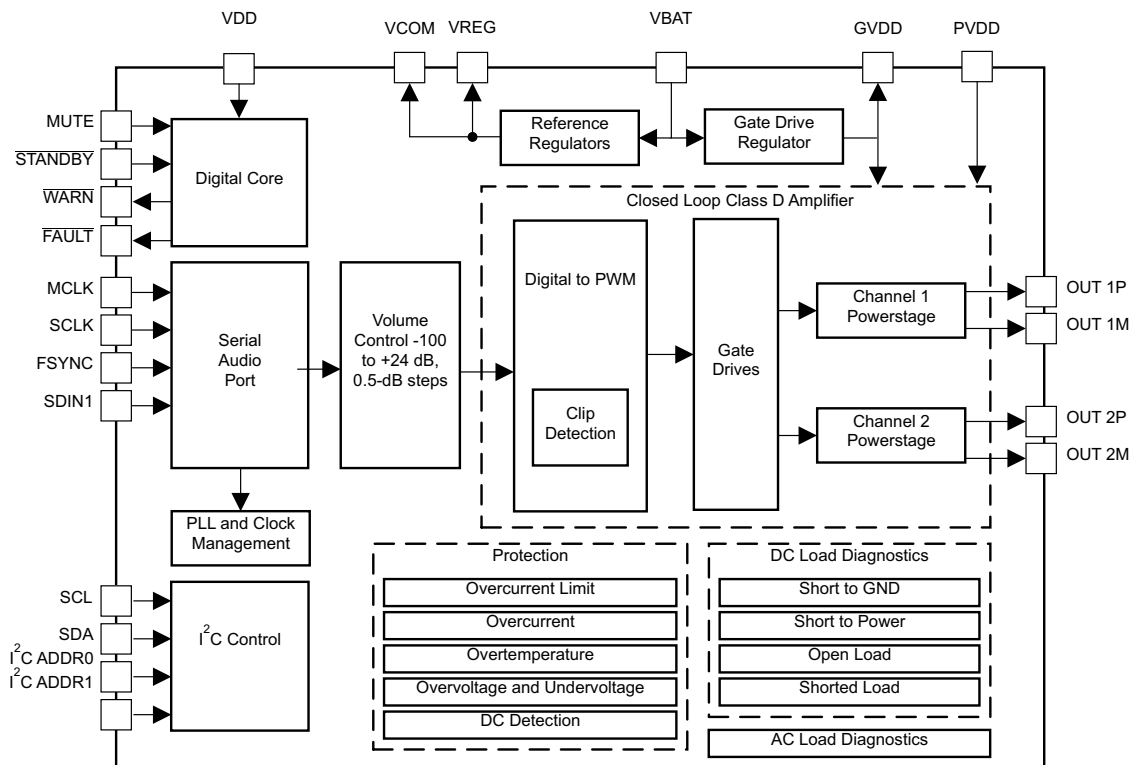 VDD
VCOM
VREG
VBAT
GVDD
PVDD
MUTE
STANDBY
WARN
FAULT
MCLK
SCLK
FSYNC
SDIN1
SCL
SDA
I²C ADDR0
I²C ADDR1
Digital Core
Reference
Regulators
Gate Drive
Regulator
Closed Loop Class D Amplifier
Serial
Audio
Port
Volume
Control -100
to +24 dB,
0.5-dB steps
Digital to PWM
Clip
Detection
Gate
Drives
Channel 1
Powerstage
Channel 2
Powerstage
OUT 1P
OUT 1M
OUT 2P
OUT 2M
PLL and Clock
Management
I²C Control
Protection
Overcurrent Limit
Overcurrent
Overtemperature
Overvoltage and Undervoltage
DC Detection
DC Load Diagnostics
Short to GND
Short to Power
Open Load
Shorted Load
AC Load Diagnostics